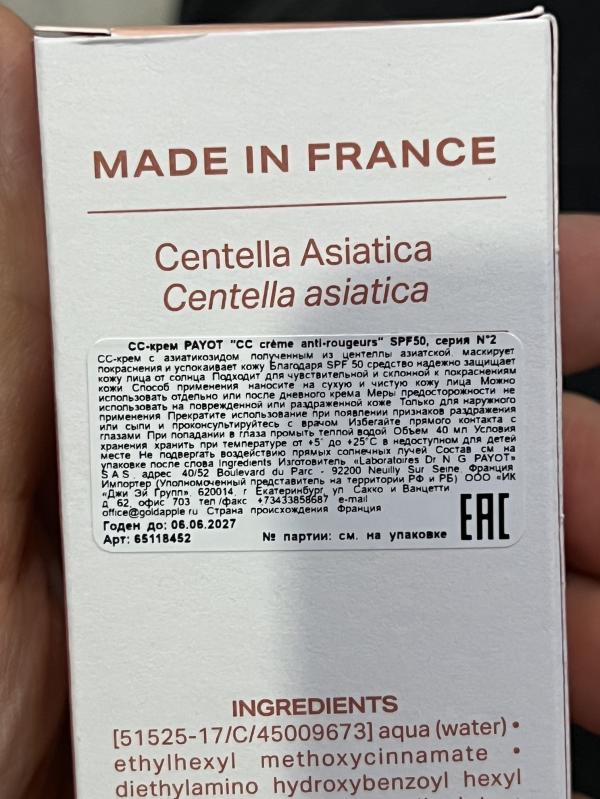 MADE IN FRANCE
Centella Asiatica
Centella asiatica
СС-крем PAYOT "CC crème anti-rougeurs" SPF50, серия N°2
СС-крем с азиатикозидом полученным из центеллы азиатской, маскирует
покраснения и успокаивает кожу Благодаря SPF 50 средство надежно защищает
кожу лица от солнца Подходит для чувствительной и склонной к покраснениям
кожи Способ применения наносите на сухую и чистую кожу лица Можно
использовать отдельно или после дневного крема Меры предосторожности не
использовать на поврежденной или раздраженной коже Только для наружного
применения Прекратите использование при появлении признаков раздражения
или сыпи и проконсультируйтесь с врачом Избегайте прямого контакта с
глазами При попадании в глаза промыть теплой водой Объем 40 мл Условия
хранения хранить при температуре от +5° до +25°С в недоступном для детей
месте Не подвергать воздействию прямых солнечных лучей Состав см на
упаковке после слова Ingredients Изготовитель «Laboratoires Dr N G PAYOT»
S A S адрес 40/52 Boulevard du Parc - 92200 Neuilly Sur Seine Франция
Импортер (Уполномоченный представитель на территории РФ и РБ) ООО «ИК
«Джи Эй Групп», 620014, г Екатеринбург, ул Сакко и Ванцетти
д 62, офис 703 тел/факс +73433858687 e-mail
office@goldapple ru Страна происхождения Франция
Годен до: 06.06.2027
Арт: 65118452 № партии: см. на упаковке
EAC
INGREDIENTS
[51525-17/C/45009673] aqua (water) •
ethylhexyl methoxycinnamate •
diethylamino hydroxybenzoyl hexyl